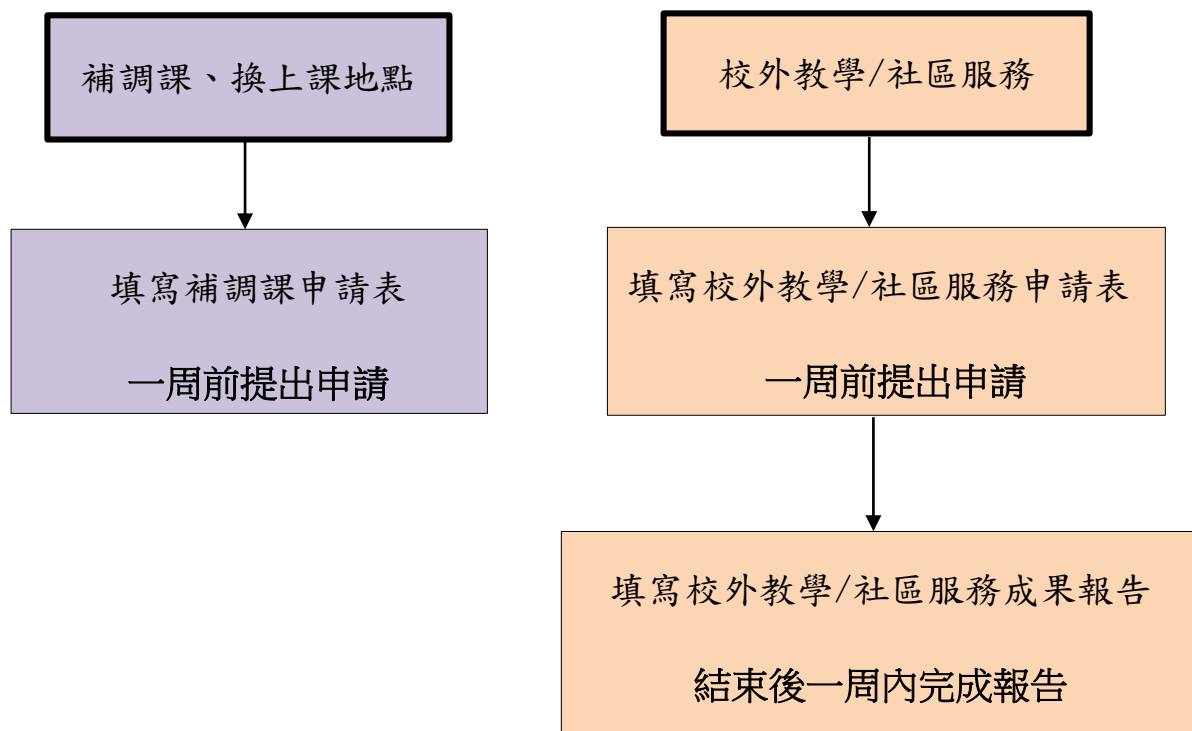 補調課、換上課地點
填寫補調課申請表
一周前提出申請
校外教學/社區服務
填寫校外教學/社區服務申請表
一周前提出申請
填寫校外教學/社區服務成果報告
結束後一周內完成報告